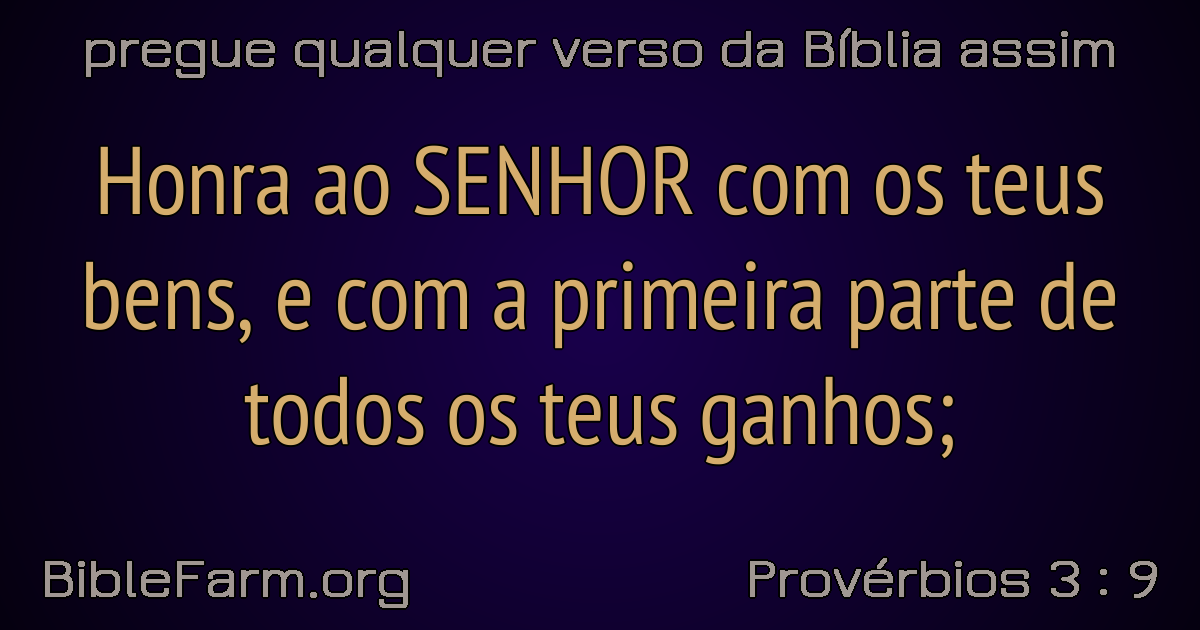 pregue qualquer verso da Bíblia assim
Honra ao SENHOR com os teus
bens, e com a primeira parte de
todos os teus ganhos;
BibleFarm.org
Provérbios 3 : 9